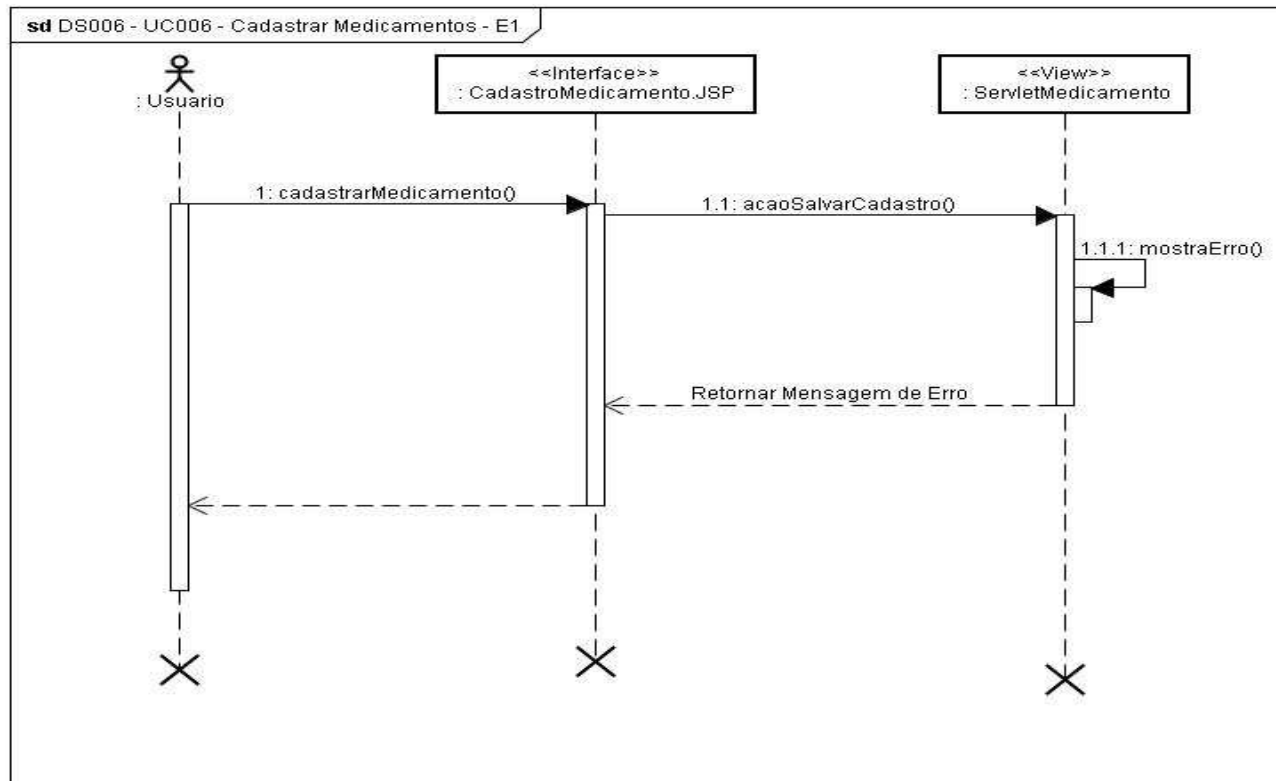 sd DS006 - UC006 - Cadastrar Medicamentos - E1
: Usuario
<<Interface>>
: CadastroMedicamento.JSP
<<View>>
: ServletMedicamento
1: cadastrarMedicamento()
1.1: acaoSalvarCadastro()
1.1.1: mostraErro()
Retornar Mensagem de Erro